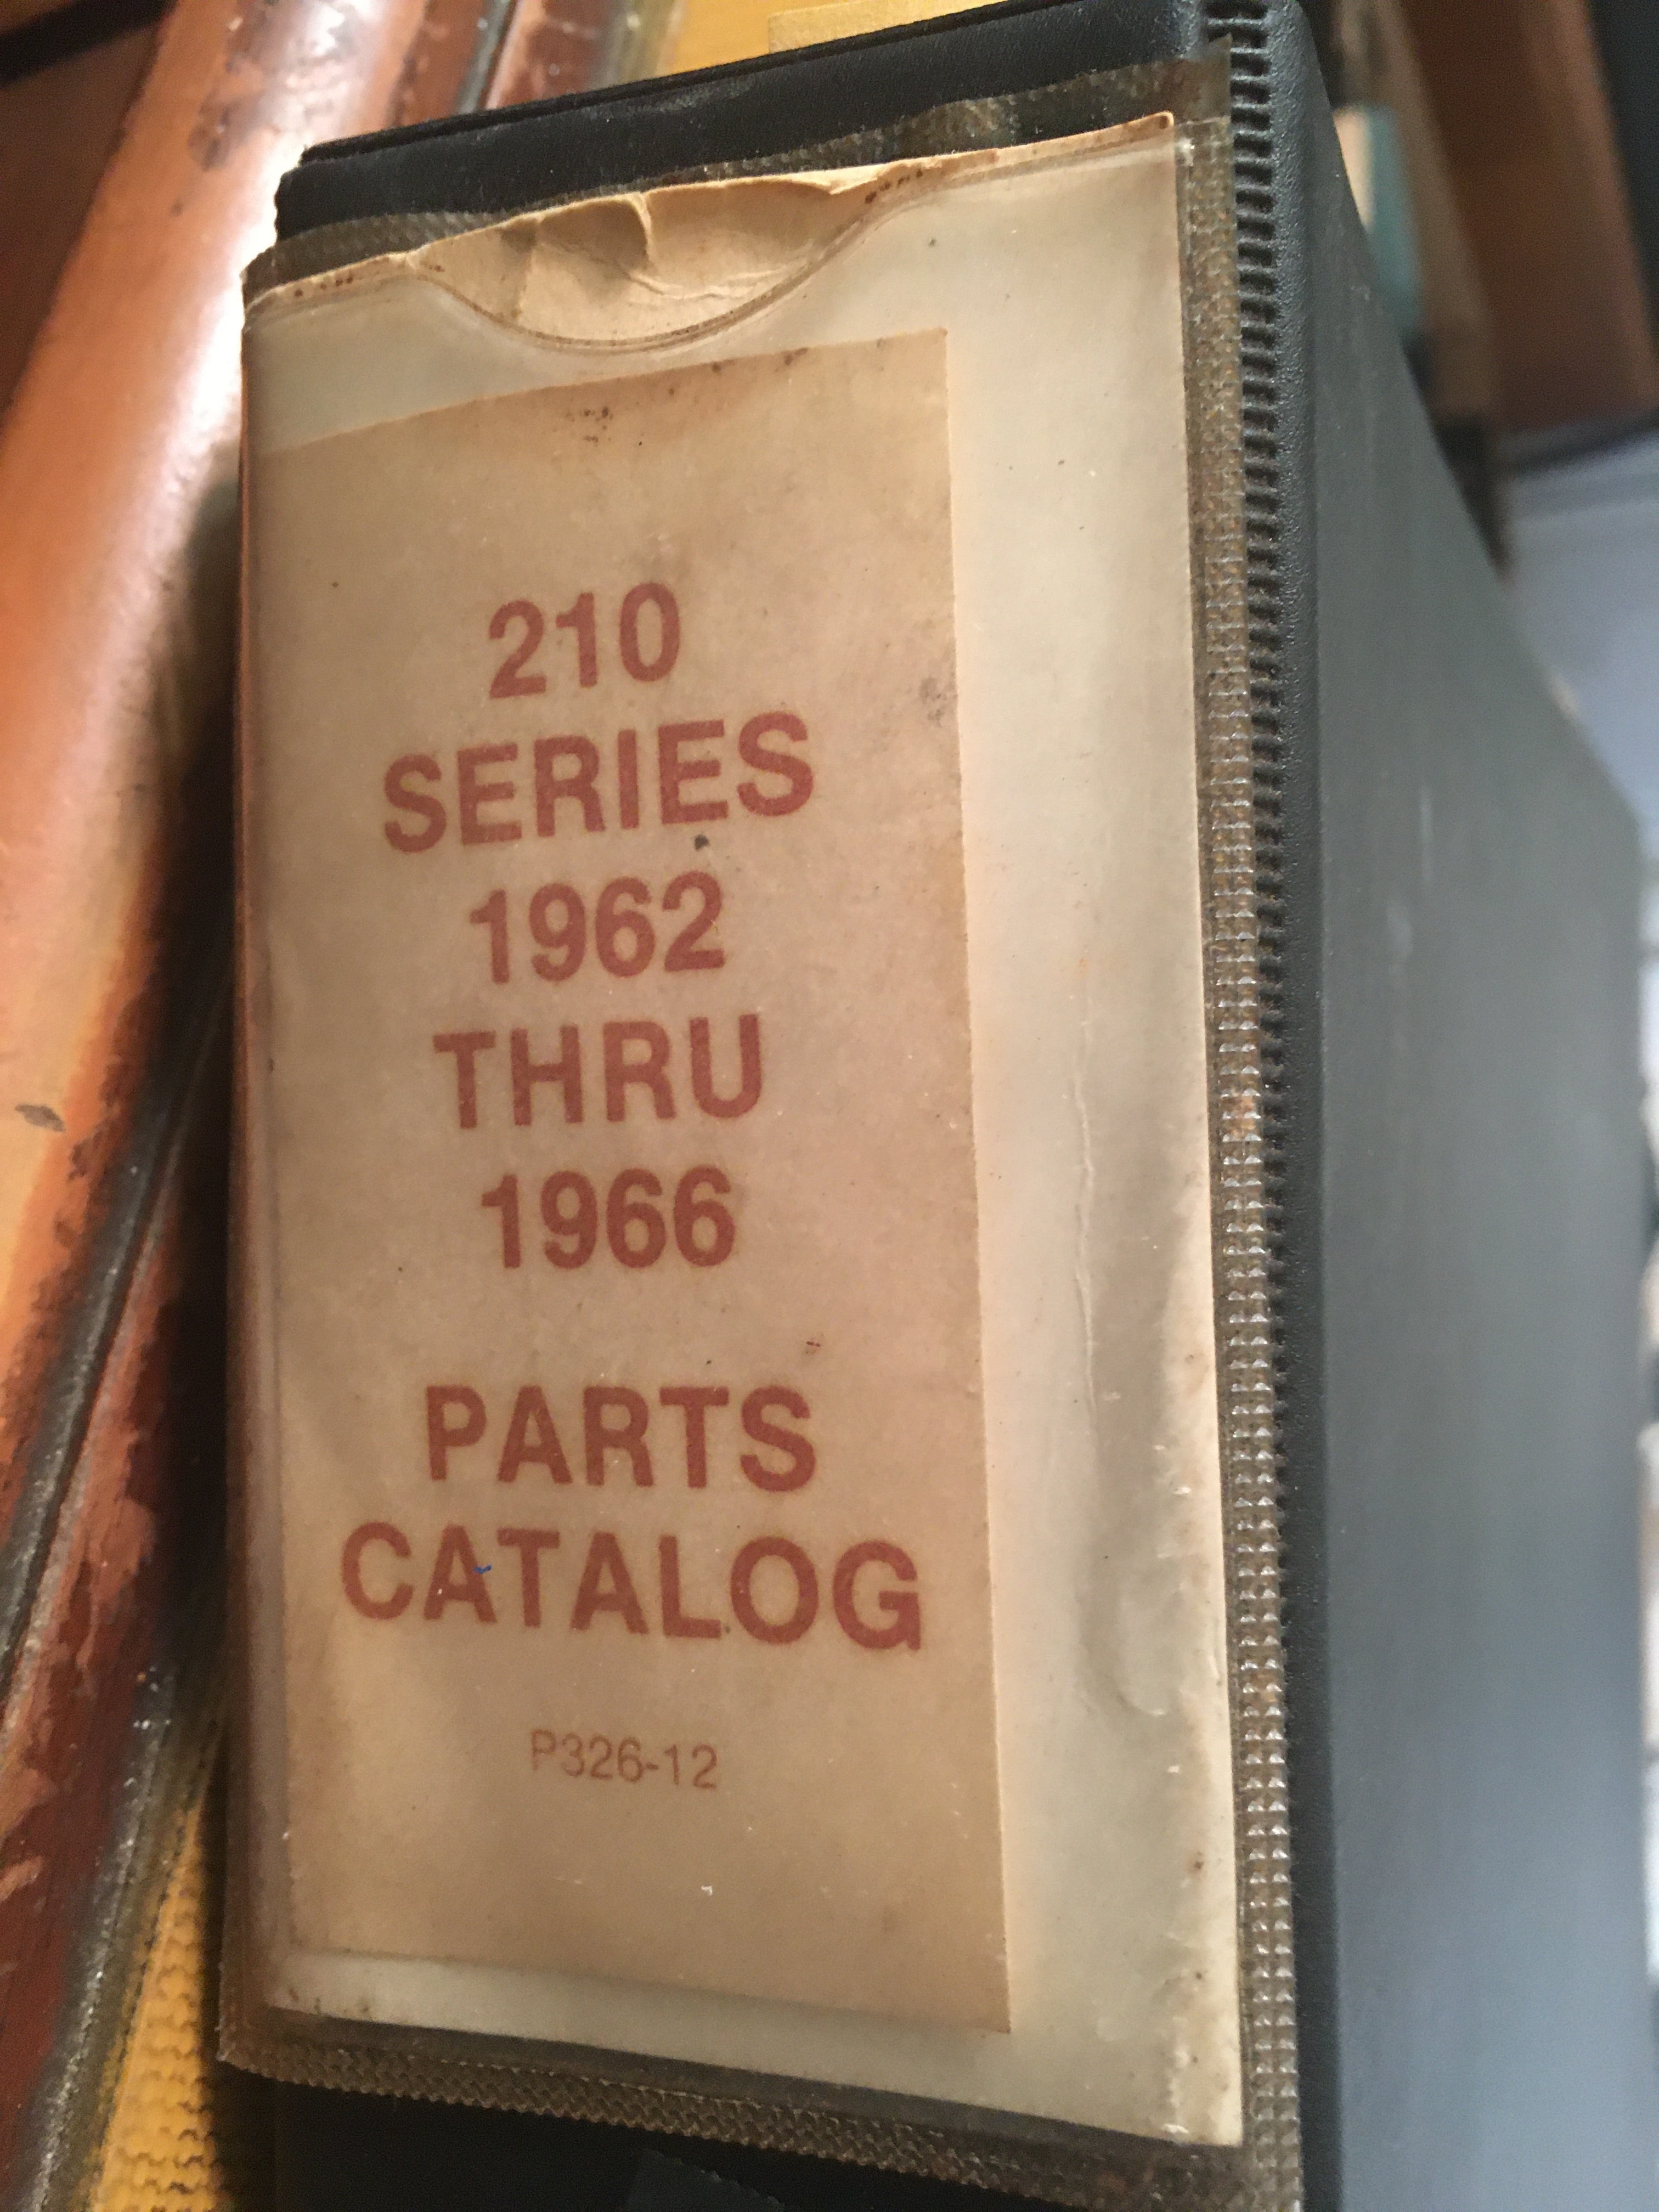 210
SERIES
1962
THRU
1966
PARTS
CATALOG
P326-12